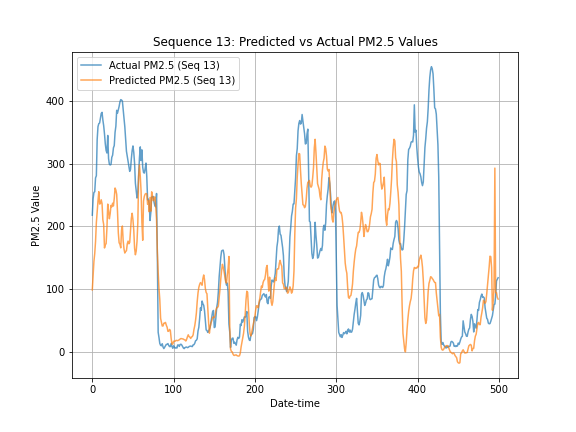 Sequence 13: Predicted vs Actual PM2.5 Values
Actual PM2.5 (Seq 13)
Predicted PM2.5 (Seq 13)
PM2.5 Value
400
300
200
100
0
0 100 200 300 400 500
Date-time